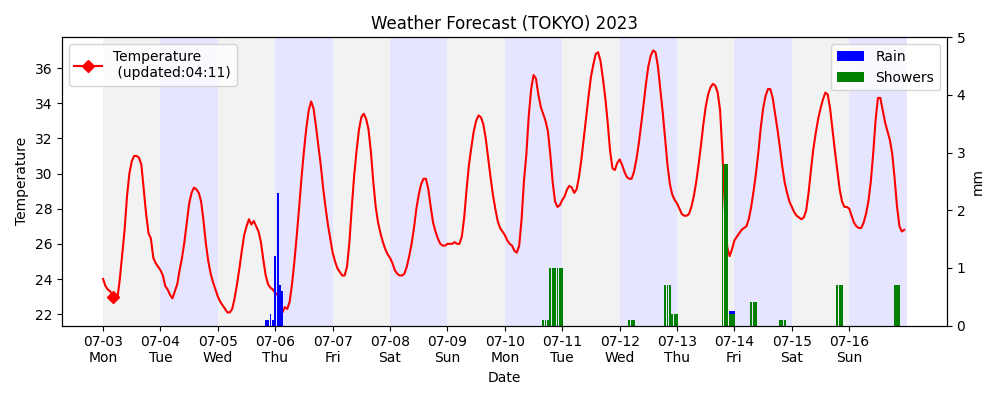 Weather Forecast (TOKYO) 2023
Temperature
(updated:04:11)
Rain
Showers
Temperature
36
34
32
30
28
26
24
22
5
4
3
2
1
0
mm
07-03 07-04 07-05 07-06 07-07 07-08 07-09 07-10 07-11 07-12 07-13 07-14 07-15 07-16
Mon Tue Wed Thu Fri Sat Sun Mon Tue Wed Thu Fri Sat Sun
Date